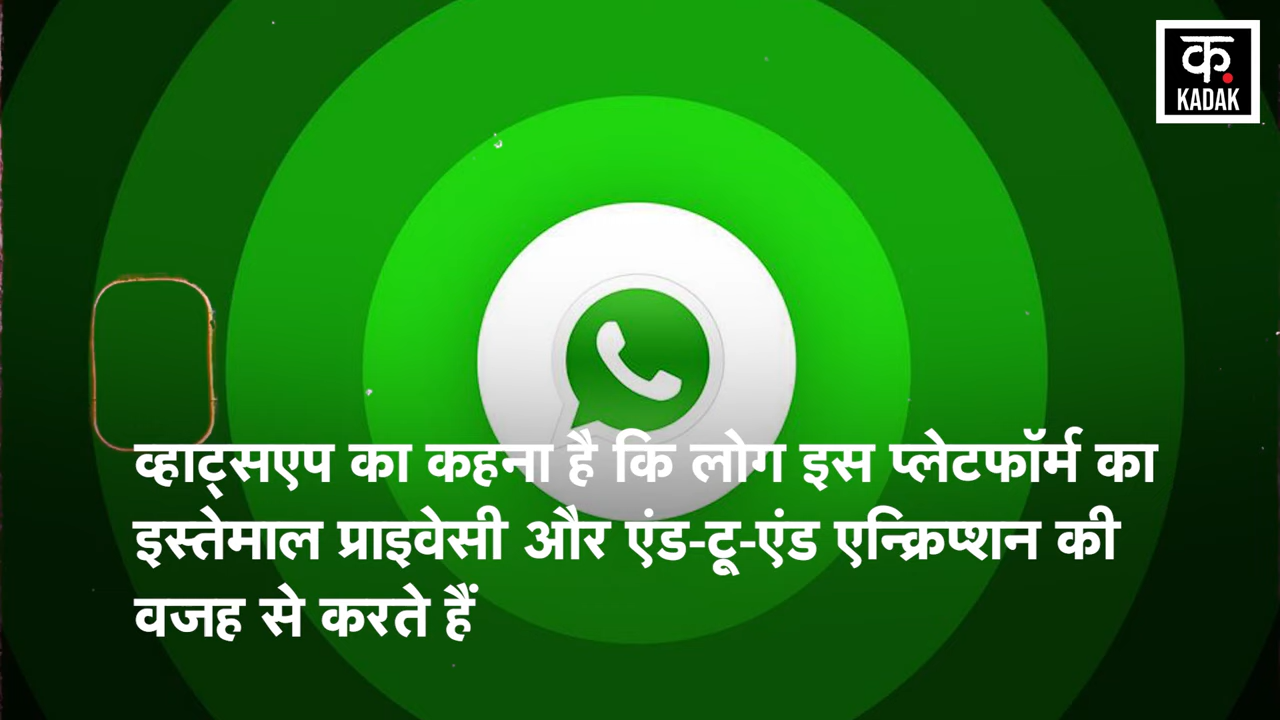 क.
KADAK
व्हाट्सएप का कहना है कि लोग इस प्लेटफॉर्म का
इस्तेमाल प्राइवेसी और एंड-टू-एंड एन्क्रिप्शन की
वजह से करते हैं